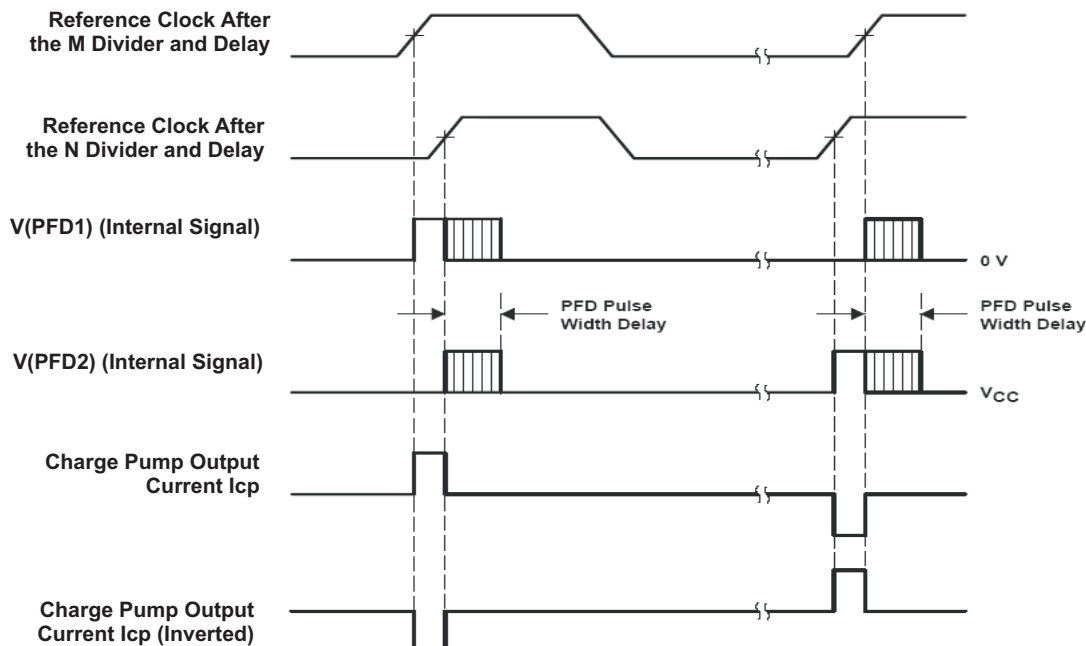 Reference Clock After
the M Divider and Delay
Reference Clock After
the N Divider and Delay
V(PFD1) (Internal Signal)
0 V
PFD Pulse
Width Delay
PFD Pulse
Width Delay
V(PFD2) (Internal Signal)
VCC
Charge Pump Output
Current Icp
Charge Pump Output
Current Icp (Inverted)